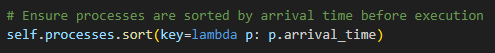 # Ensure processes are sorted by arrival time before execution
self.processes.sort(key=lambda p: p.arrival_time)